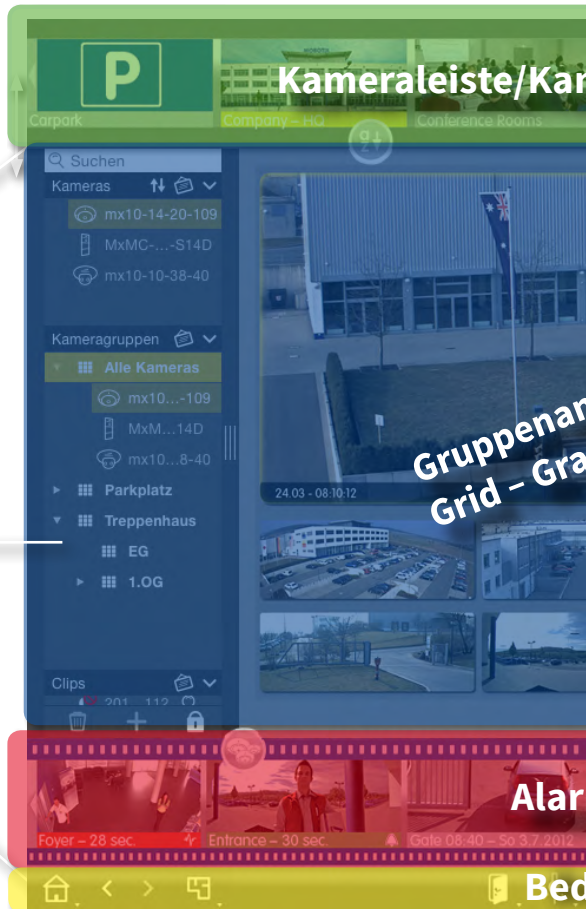 P
Kameraleiste/Kar
Carpark
Company – HQ
Conference Rooms
Suchen
Kameras
mx10-14-20-109
MxMC-...-S14D
mx10-10-38-40
Kameragruppen
Alle Kameras
mx10...-109
MxM...14D
mx10...8-40
Parkplatz
Treppenhaus
EG
1.OG
Clips
24.03 - 08:10:12
Gruppenan
Grid – Gra
Alar
Foyer – 28 sec.
Entrance – 30 sec.
Gate 08:40 – So 3.7.2012
Bed